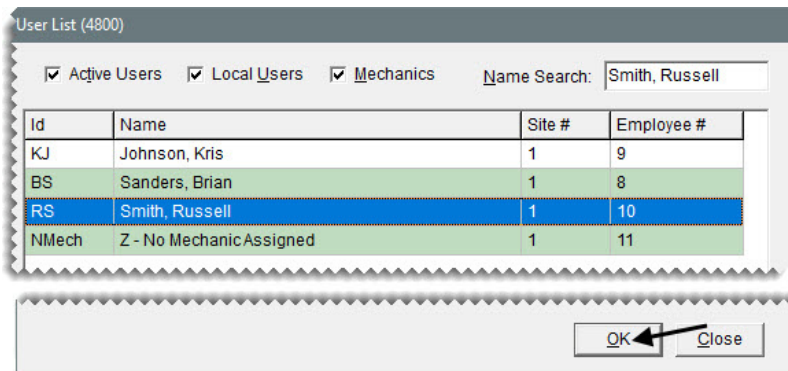 User List (4800)
Active Users Local Users Mechanics Name Search: Smith, Russell
Id Name Site # Employee #
KJ Johnson, Kris 1 9
BS Sanders, Brian 1 8
RS Smith, Russell 1 10
NMech Z - No Mechanic Assigned 1 11
OK Close